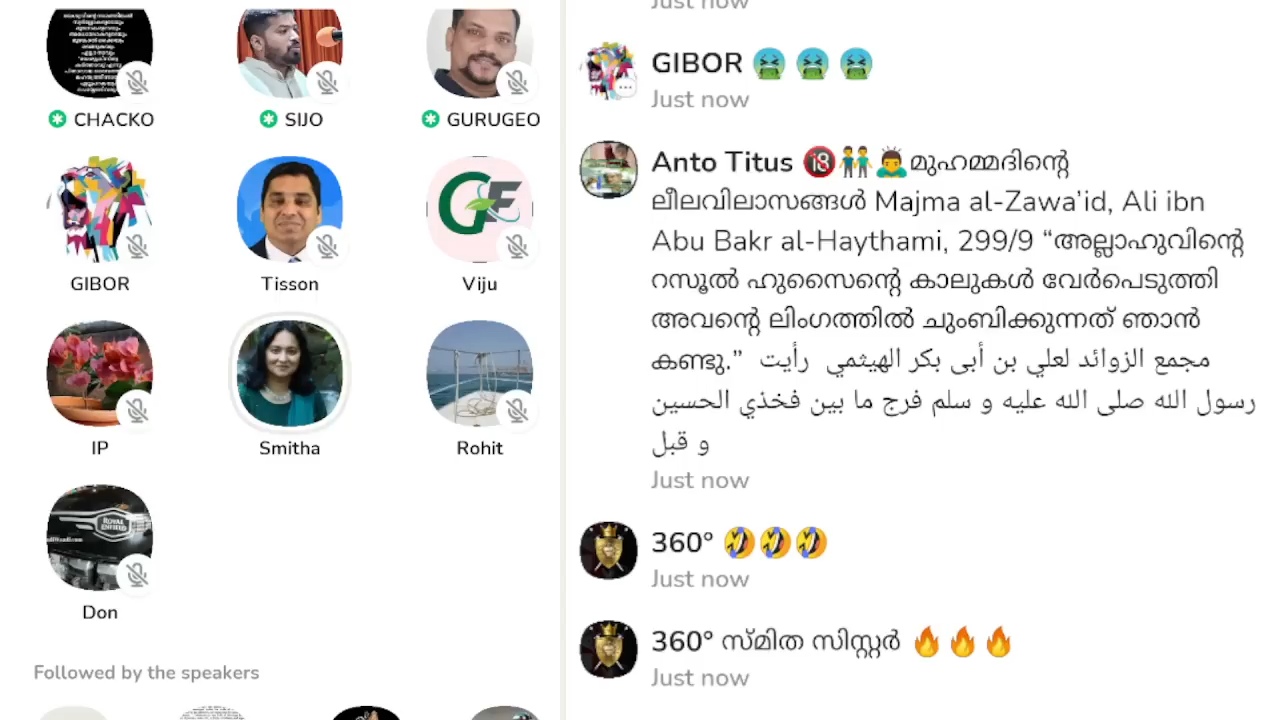 CHACKO
SIJO
GURUGEO
GIBOR
Tisson
Viju
GF
IP
Smitha
Rohit
ROYAL
ENFIELD
Don
Followed by the speakers
Just now
GIBOR 🤮 🤮 🤮
Just now
Anto Titus 🔞👬🙇‍♂️മുഹമ്മദിന്റെ
ലീലവിലാസങ്ങൾ Majma al-Zawa’id, Ali ibn
Abu Bakr al-Haythami, 299/9 “അല്ലാഹുവിന്റെ
റസൂൽ ഹുസൈന്റെ കാലുകൾ വേർപെടുത്തി
അവന്റെ ലിംഗത്തിൽ ചുംബിക്കുന്നത് ഞാൻ
കണ്ടു.” مجمع الزوائد لعلي بن أبى بكر الهيثمي رأيت
رسول الله صلى الله عليه و سلم فرج ما بين فخذي الحسين
و قبل
Just now
360° 🤣🤣🤣
Just now
360° സ്മിത സിസ്റ്റർ 🔥🔥🔥
Just now